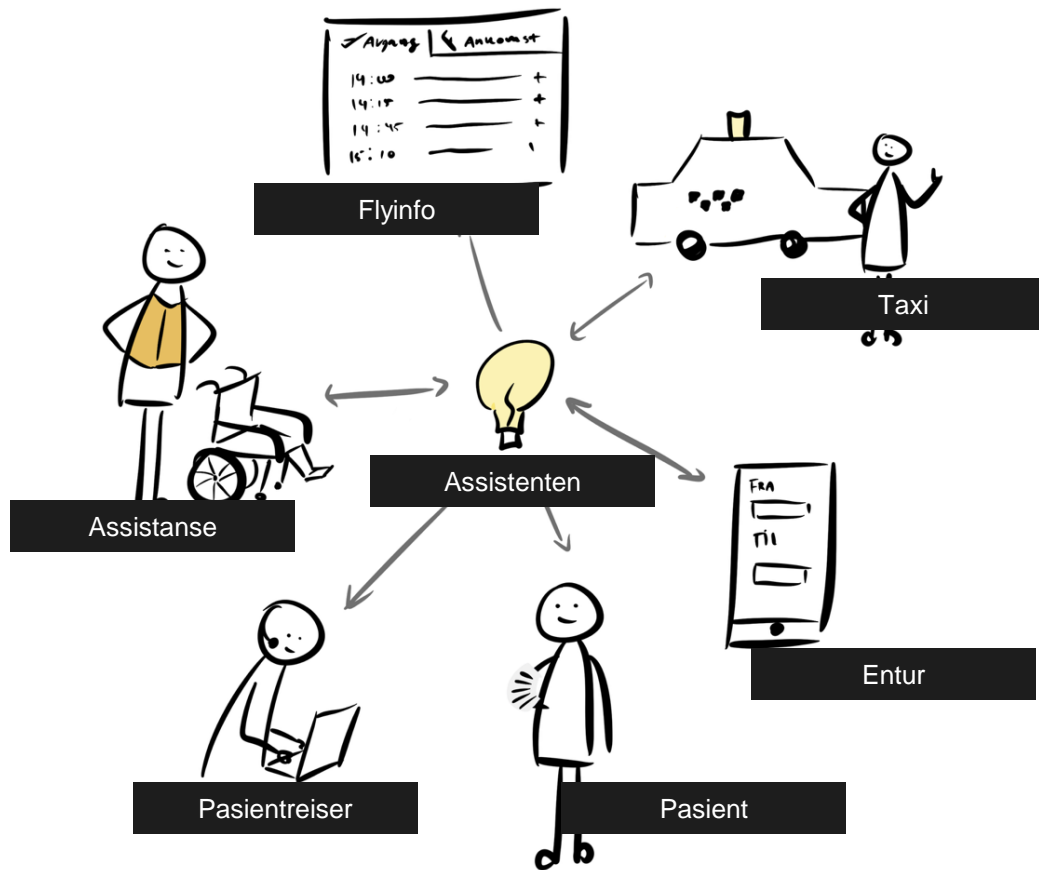 Avgang Ankomst
14:00
14:15
14:45
15:10
Flyinfo
Taxi
Assistenten
Assistanse
FRA
Til
Entur
Pasientreiser
Pasient